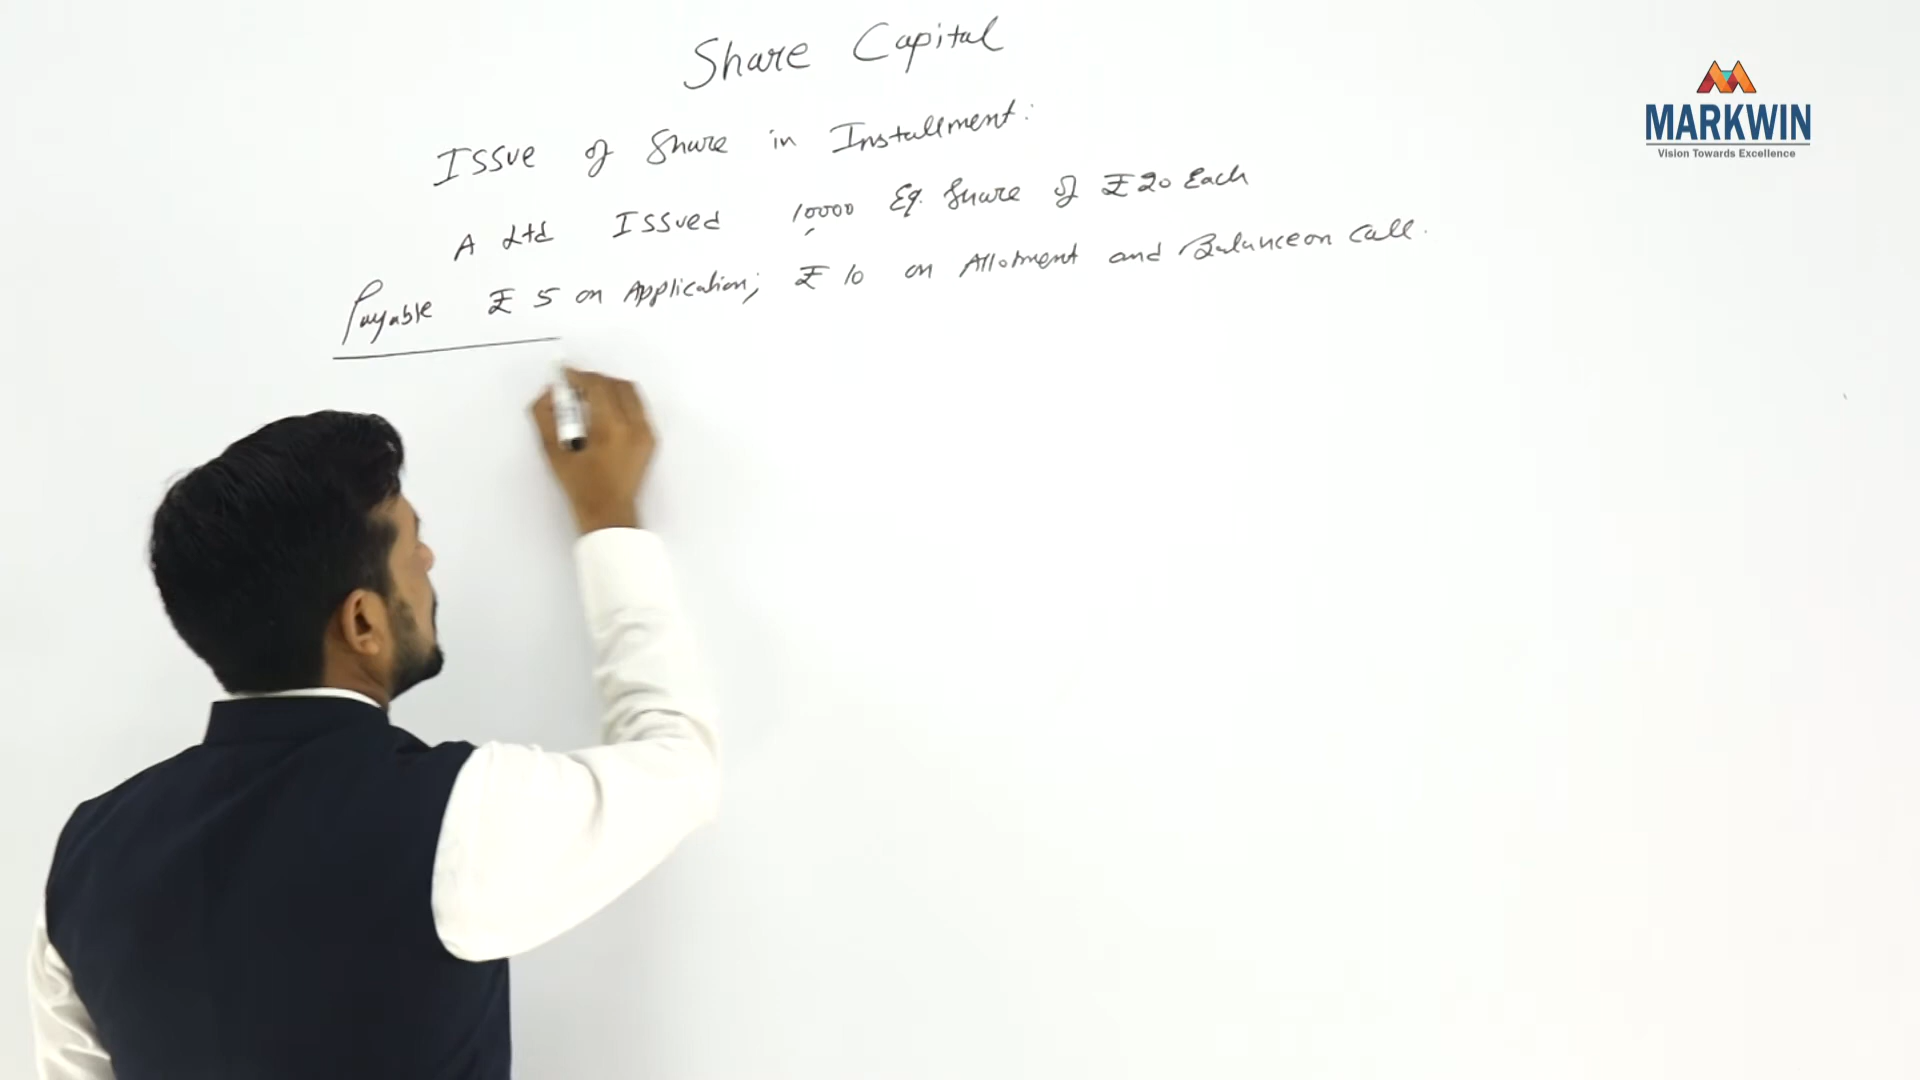 Share Capital
Issue of Share in Installment:
A Ltd Issued 10000 Eq. Share of ₹20 Each
Payable ₹ 5 on Application; ₹ 10 on Allotment and Balance on Call.
MARKWIN
Vision Towards Excellence